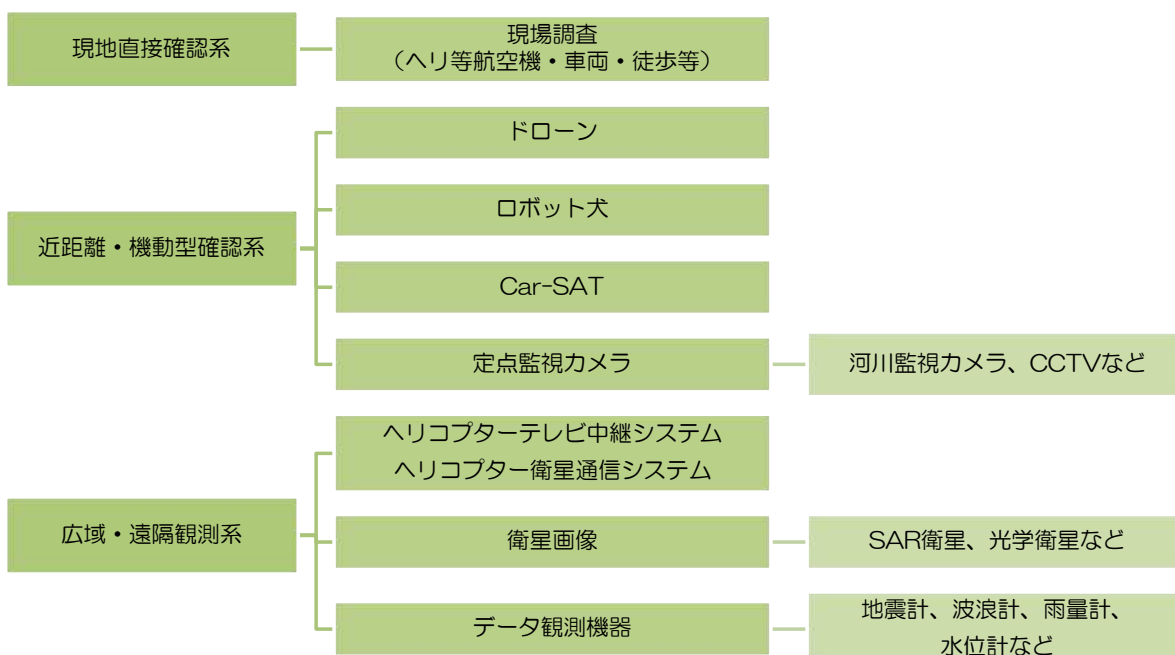 現地直接確認系
現場調査
（ヘリ等航空機・車両・徒歩等）
近距離・機動型確認系
ドローン
ロボット犬
Car-SAT
定点監視カメラ
河川監視カメラ、CCTVなど
広域・遠隔観測系
ヘリコプターテレビ中継システム
ヘリコプター衛星通信システム
衛星画像
SAR衛星、光学衛星など
データ観測機器
地震計、波浪計、雨量計、
水位計など